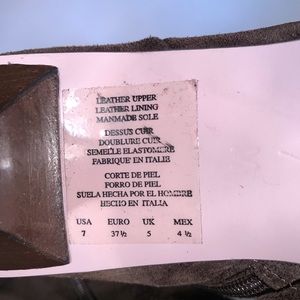 LEATHER UPPER
LEATHER LINING
MANMADE SOLE
DESSUS CUIR
DOUBLURE CUIR
SEMELLE ELASTOMERE
FABRIQUE' EN ITALIE
CORTE DE PIEL
FORRO DE PIEL
SUELA HECHA POR EL HOMBRE
HECHO EN ITALIA
USA EURO UK MEX
7 37½ 5 4½